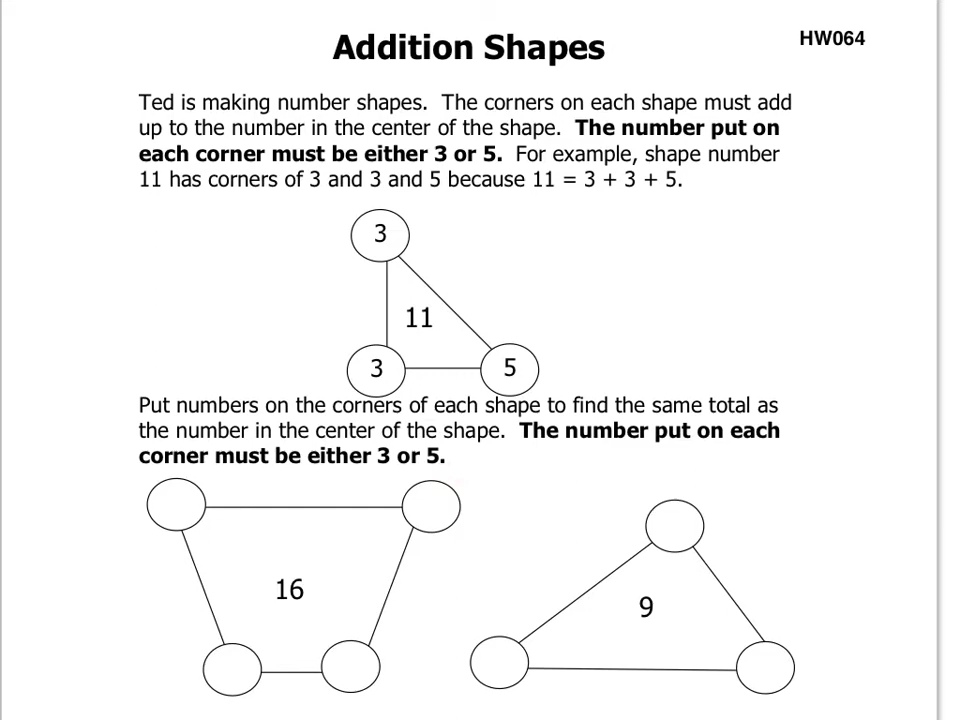 Addition Shapes
HW064
Ted is making number shapes.  The corners on each shape must add
up to the number in the center of the shape.  The number put on
each corner must be either 3 or 5.  For example, shape number
11 has corners of 3 and 3 and 5 because 11 = 3 + 3 + 5.
3
11
3
5
Put numbers on the corners of each shape to find the same total as
the number in the center of the shape.  The number put on each
corner must be either 3 or 5.
16
9